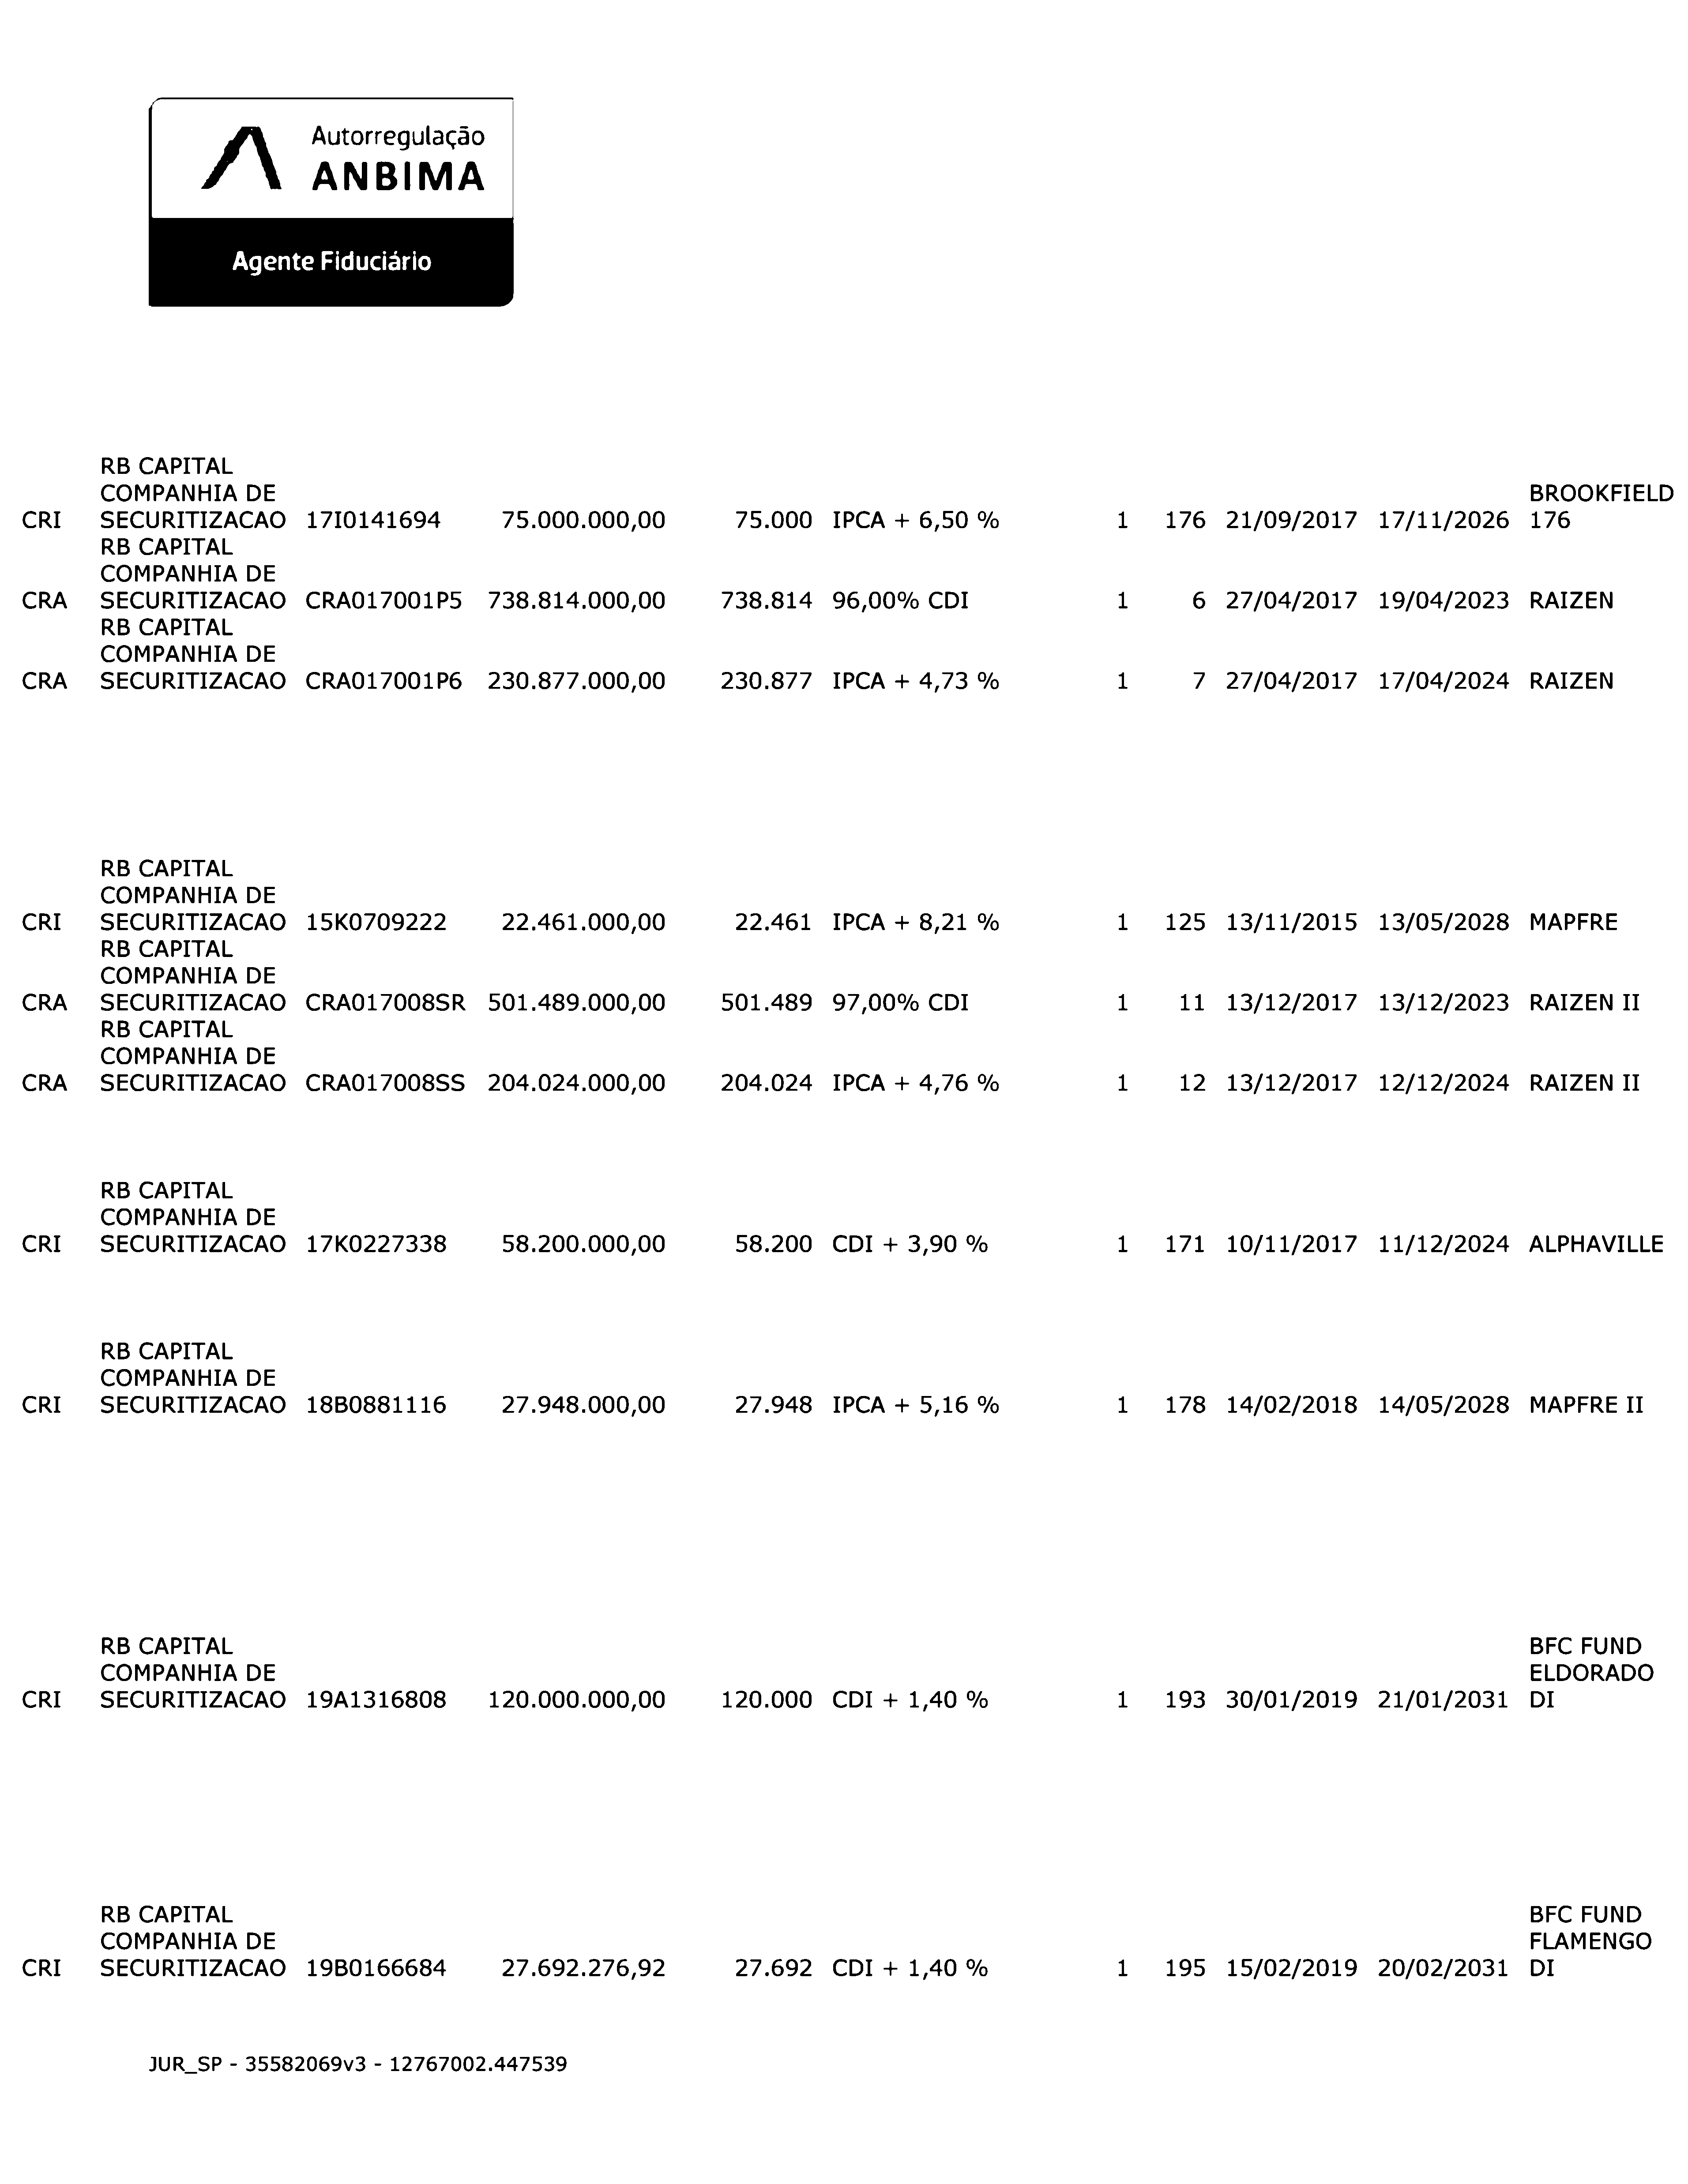 Autorregulação
ANBIMA
Agente Fiduciário
RB CAPITAL
COMPANHIA DE BROOKFIELD
CRI SECURITIZACAO 17I0141694 75.000.000,00 75.000 IPCA + 6,50 % 1 176 21/09/2017 17/11/2026 176
RB CAPITAL
COMPANHIA DE
CRA SECURITIZACAO CRA017001P5 738.814.000,00 738.814 96,00% CDI 1 6 27/04/2017 19/04/2023 RAIZEN
RB CAPITAL
COMPANHIA DE
CRA SECURITIZACAO CRA017001P6 230.877.000,00 230.877 IPCA + 4,73 % 1 7 27/04/2017 17/04/2024 RAIZEN
RB CAPITAL
COMPANHIA DE
CRI SECURITIZACAO 15K0709222 22.461.000,00 22.461 IPCA + 8,21 % 1 125 13/11/2015 13/05/2028 MAPFRE
RB CAPITAL
COMPANHIA DE
CRA SECURITIZACAO CRA017008SR 501.489.000,00 501.489 97,00% CDI 1 11 13/12/2017 13/12/2023 RAIZEN II
RB CAPITAL
COMPANHIA DE
CRA SECURITIZACAO CRA017008SS 204.024.000,00 204.024 IPCA + 4,76 % 1 12 13/12/2017 12/12/2024 RAIZEN II
RB CAPITAL
COMPANHIA DE
CRI SECURITIZACAO 17K0227338 58.200.000,00 58.200 CDI + 3,90 % 1 171 10/11/2017 11/12/2024 ALPHAVILLE
RB CAPITAL
COMPANHIA DE
CRI SECURITIZACAO 18B0881116 27.948.000,00 27.948 IPCA + 5,16 % 1 178 14/02/2018 14/05/2028 MAPFRE II
RB CAPITAL BFC FUND
COMPANHIA DE ELDORADO
CRI SECURITIZACAO 19A1316808 120.000.000,00 120.000 CDI + 1,40 % 1 193 30/01/2019 21/01/2031 DI
RB CAPITAL BFC FUND
COMPANHIA DE FLAMENGO
CRI SECURITIZACAO 19B0166684 27.692.276,92 27.692 CDI + 1,40 % 1 195 15/02/2019 20/02/2031 DI
JUR_SP - 35582069v3 - 12767002.447539